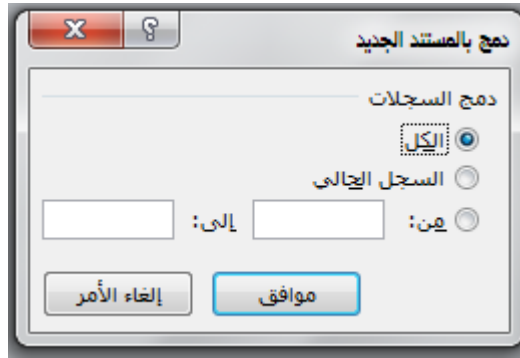 دمج بالمستند الجديد
دمج السجلات
الكل
السجل الحالي
من: إلى:
موافق إلغاء الأمر